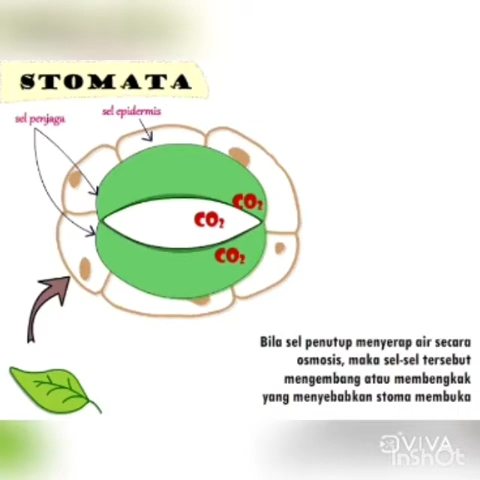 STOMATA
sel penjaga
sel epidermis
CO₂
CO₂
CO₂
Bila sel penutup menyerap air secara
osmosis, maka sel-sel tersebut
mengembang atau membengkak
yang menyebabkan stoma membuka
VIVA
InShOt